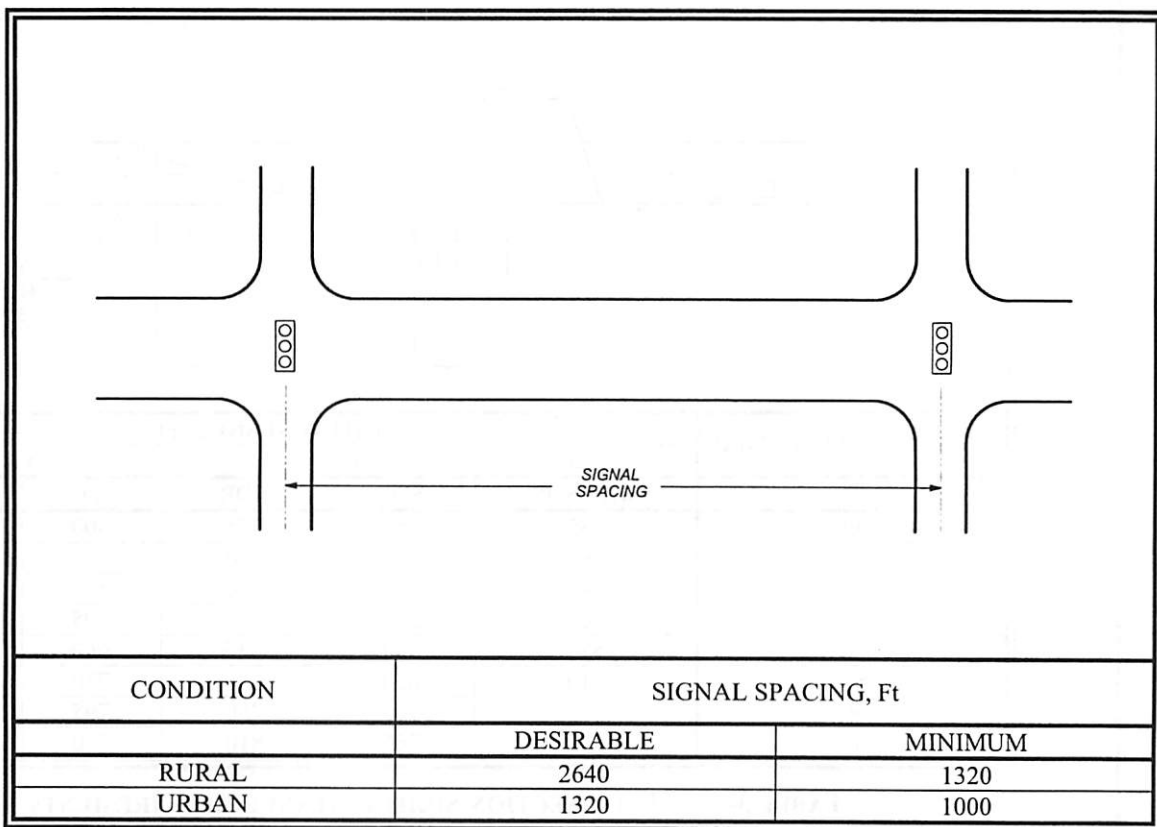 SIGNAL
SPACING
CONDITION SIGNAL SPACING, Ft
DESIRABLE MINIMUM
RURAL 2640 1320
URBAN 1320 1000